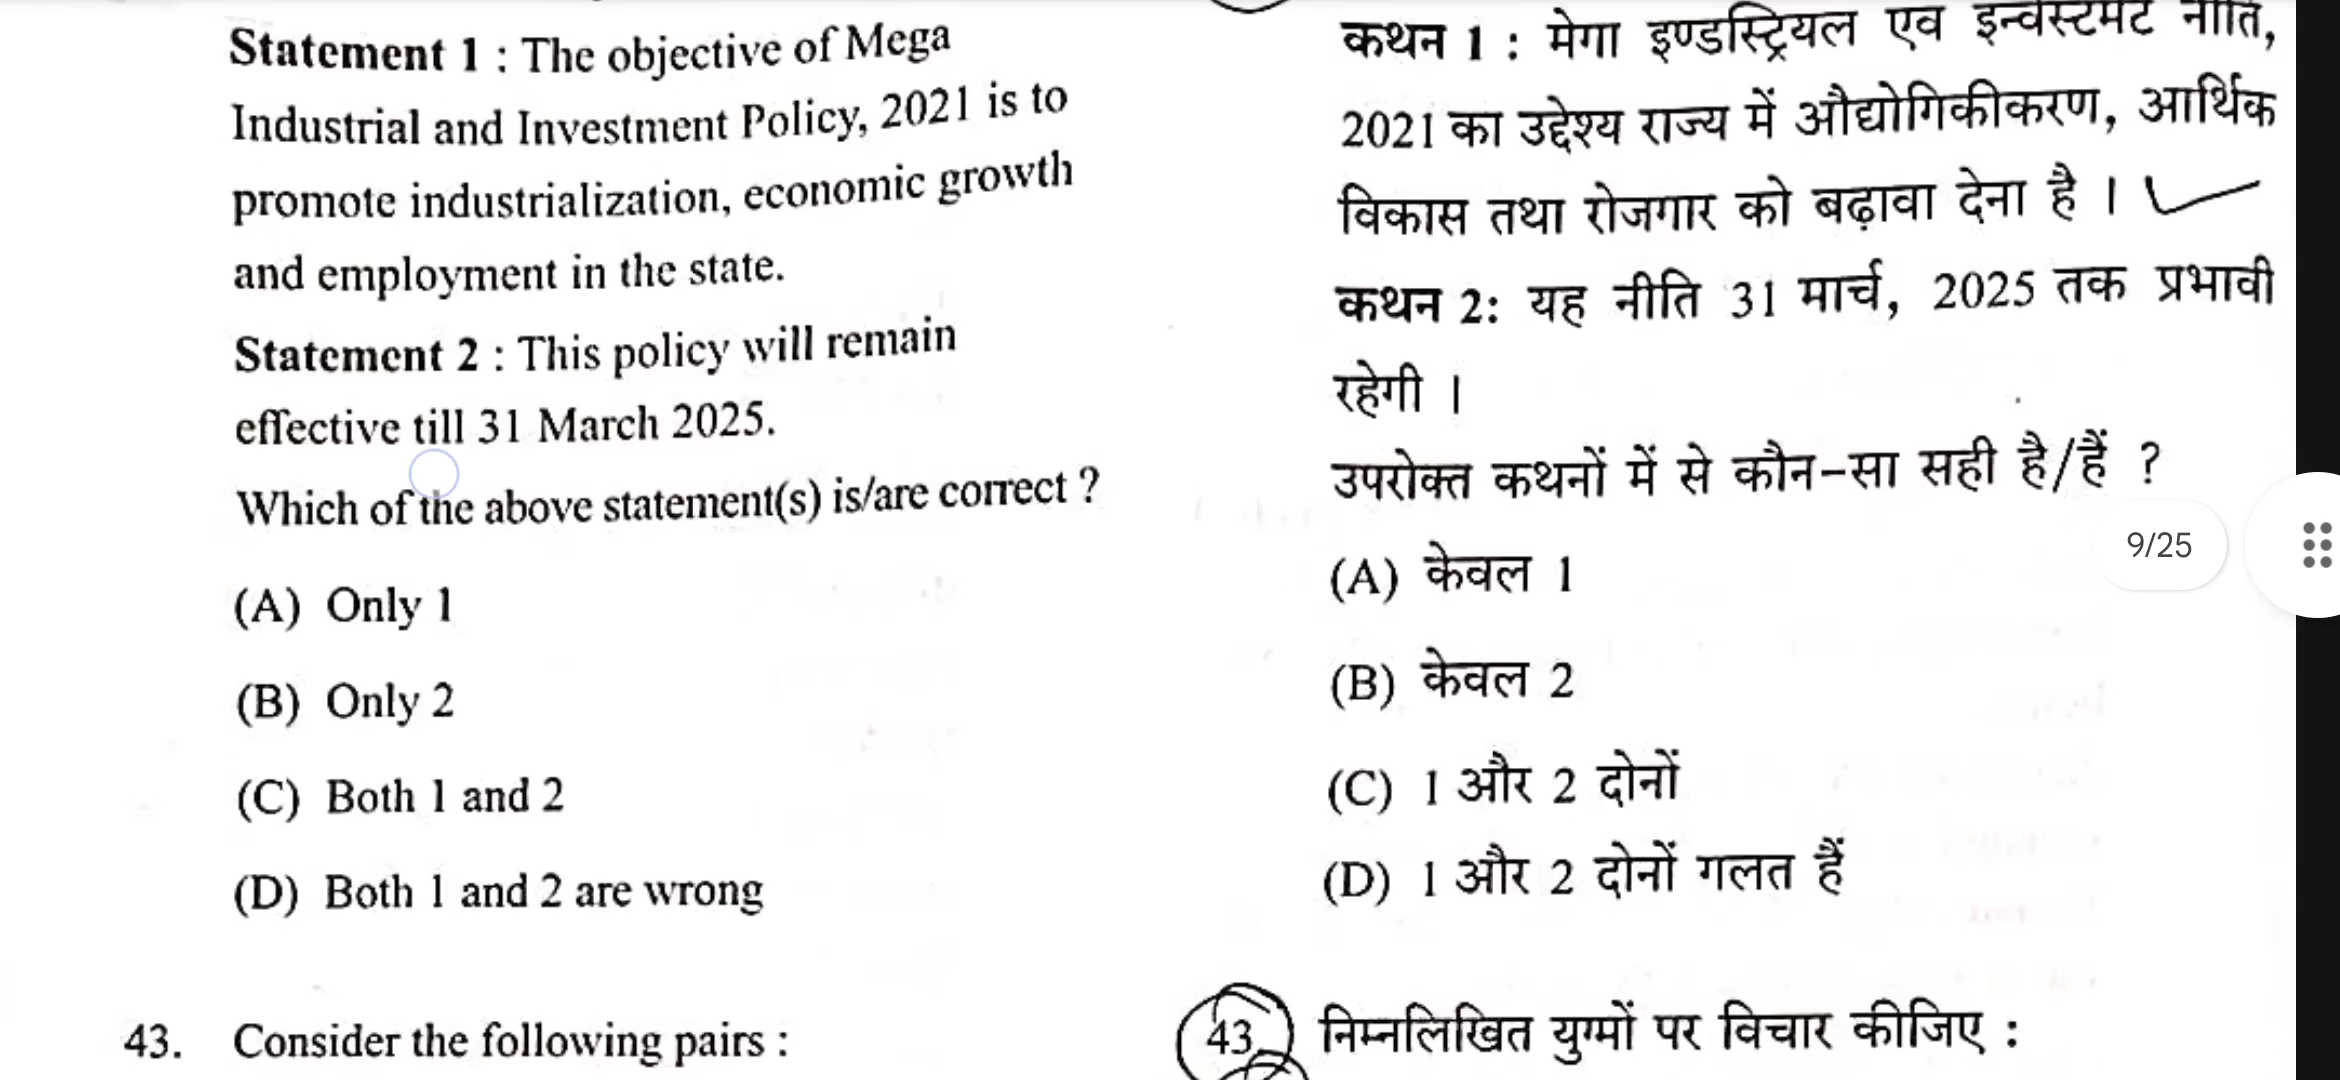 Statement 1 : The objective of Mega
Industrial and Investment Policy, 2021 is to
promote industrialization, economic growth
and employment in the state.
Statement 2 : This policy will remain
effective till 31 March 2025.
Which of the above statement(s) is/are correct ?
(A) Only 1
(B) Only 2
(C) Both 1 and 2
(D) Both 1 and 2 are wrong
43. Consider the following pairs :
कथन 1 : मेगा इण्डस्ट्रियल एवं इन्वेस्टमेंट नीति,
2021 का उद्देश्य राज्य में औद्योगिकीकरण, आर्थिक
विकास तथा रोजगार को बढ़ावा देना है ।
कथन 2: यह नीति 31 मार्च, 2025 तक प्रभावी
रहेगी ।
उपरोक्त कथनों में से कौन-सा सही है/हैं ?
(A) केवल 1
(B) केवल 2
(C) 1 और 2 दोनों
(D) 1 और 2 दोनों गलत हैं
43. निम्नलिखित युग्मों पर विचार कीजिए :
9/25